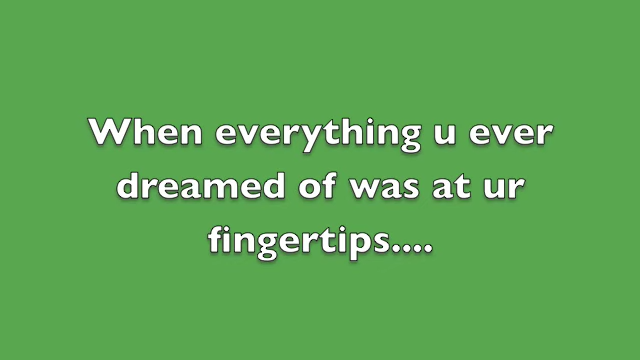 When everything u ever
dreamed of was at ur
fingertips....